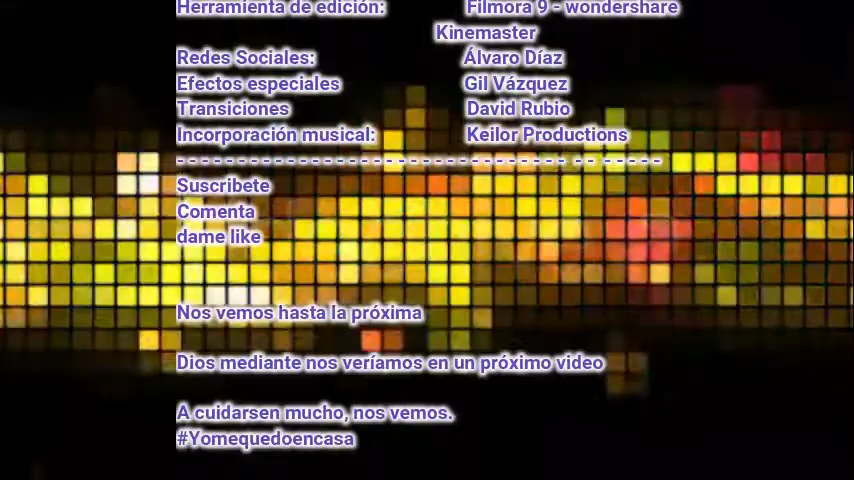 Herramienta de edición: Filmora 9 - wondershare
Kinemaster
Redes Sociales: Álvaro Díaz
Efectos especiales Gil Vázquez
Transiciones David Rubio
Incorporación musical: Keilor Productions
- - - - - - - - - - - - - - - - - - - - - - - - - - - - - - - - -- -- - - - - -
Suscribete
Comenta
dame like
Nos vemos hasta la próxima
Dios mediante nos veríamos en un próximo video
A cuidarsen mucho, nos vemos.
#Yomequedoencasa